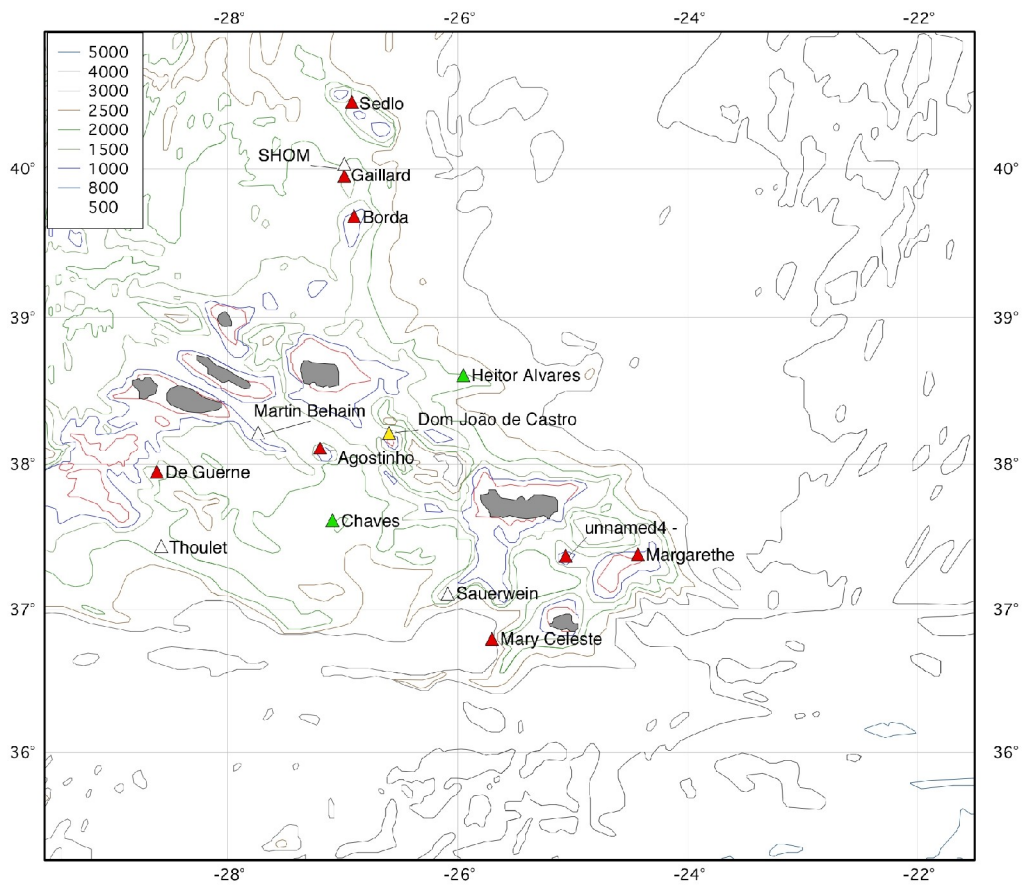 -28° -26° -24° -22°
5000
4000
3000
2500
2000
1500
1000
800
500
Sedlo
SHOM
40° 40°
Gaillard
Borda
39° 39°
Heitor Alvares
Martin Behaim
Dom João de Castro
Agostinho
38° 38°
De Guerne
Chaves
unnamed4 -
Thoulet
Margarethe
Sauerwein
37° 37°
Mary Celeste
36° 36°
-28° -26° -24° -22°